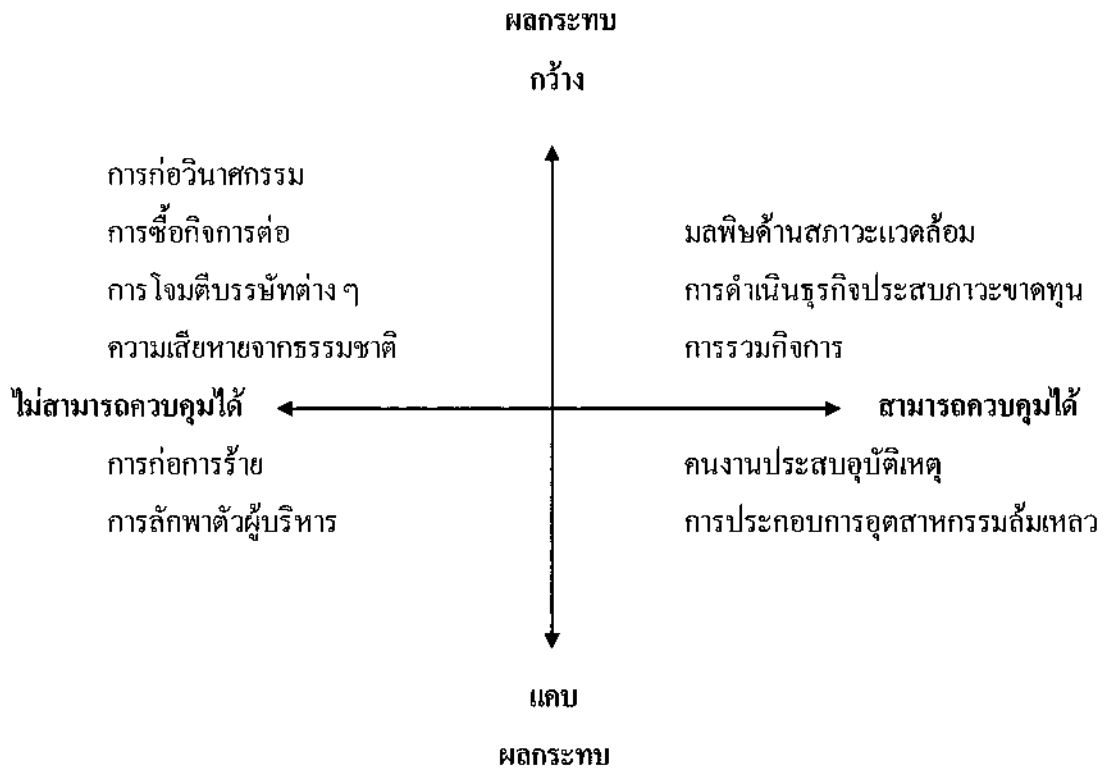 ผลกระทบ
กว้าง
การก่อวินาศกรรม
การซื้อกิจการต่อ
มลพิษด้านสภาวะแวดล้อม
การโจมตีบรรษัทต่าง ๆ
การดำเนินธุรกิจประสบภาวะขาดทุน
ความเสียหายจากธรรมชาติ
การรวมกิจการ
ไม่สามารถควบคุมได้
สามารถควบคุมได้
การก่อการร้าย
คนงานประสบอุบัติเหตุ
การลักพาตัวผู้บริหาร
การประกอบการอุตสาหกรรมล้มเหลว
แคบ
ผลกระทบ